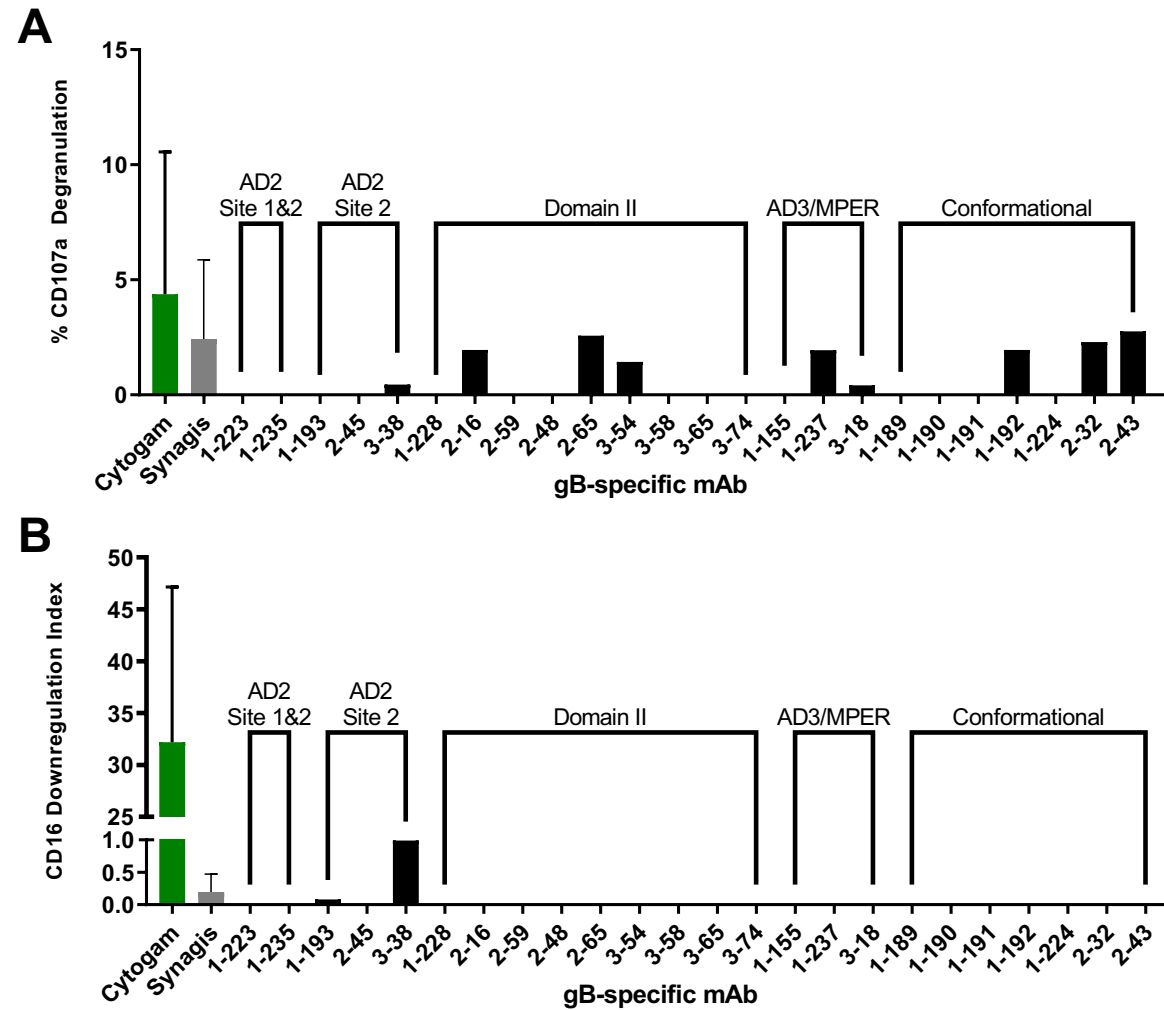 A
% CD107a Degranulation
15
10
5
0
AD2
Site 1&2
AD2
Site 2
Domain II
AD3/MPER
Conformational
Cytogam
Synagis
1-223
1-235
1-193
2-45
3-38
1-228
2-16
2-59
2-48
2-65
3-54
3-58
3-65
3-74
1-155
1-237
3-18
1-189
1-190
1-191
1-192
1-224
2-32
2-43
gB-specific mAb
B
CD16 Downregulation Index
50
45
40
35
30
25
1.0
0.5
0.0
AD2
Site 1&2
AD2
Site 2
Domain II
AD3/MPER
Conformational
Cytogam
Synagis
1-223
1-235
1-193
2-45
3-38
1-228
2-16
2-59
2-48
2-65
3-54
3-58
3-65
3-74
1-155
1-237
3-18
1-189
1-190
1-191
1-192
1-224
2-32
2-43
gB-specific mAb